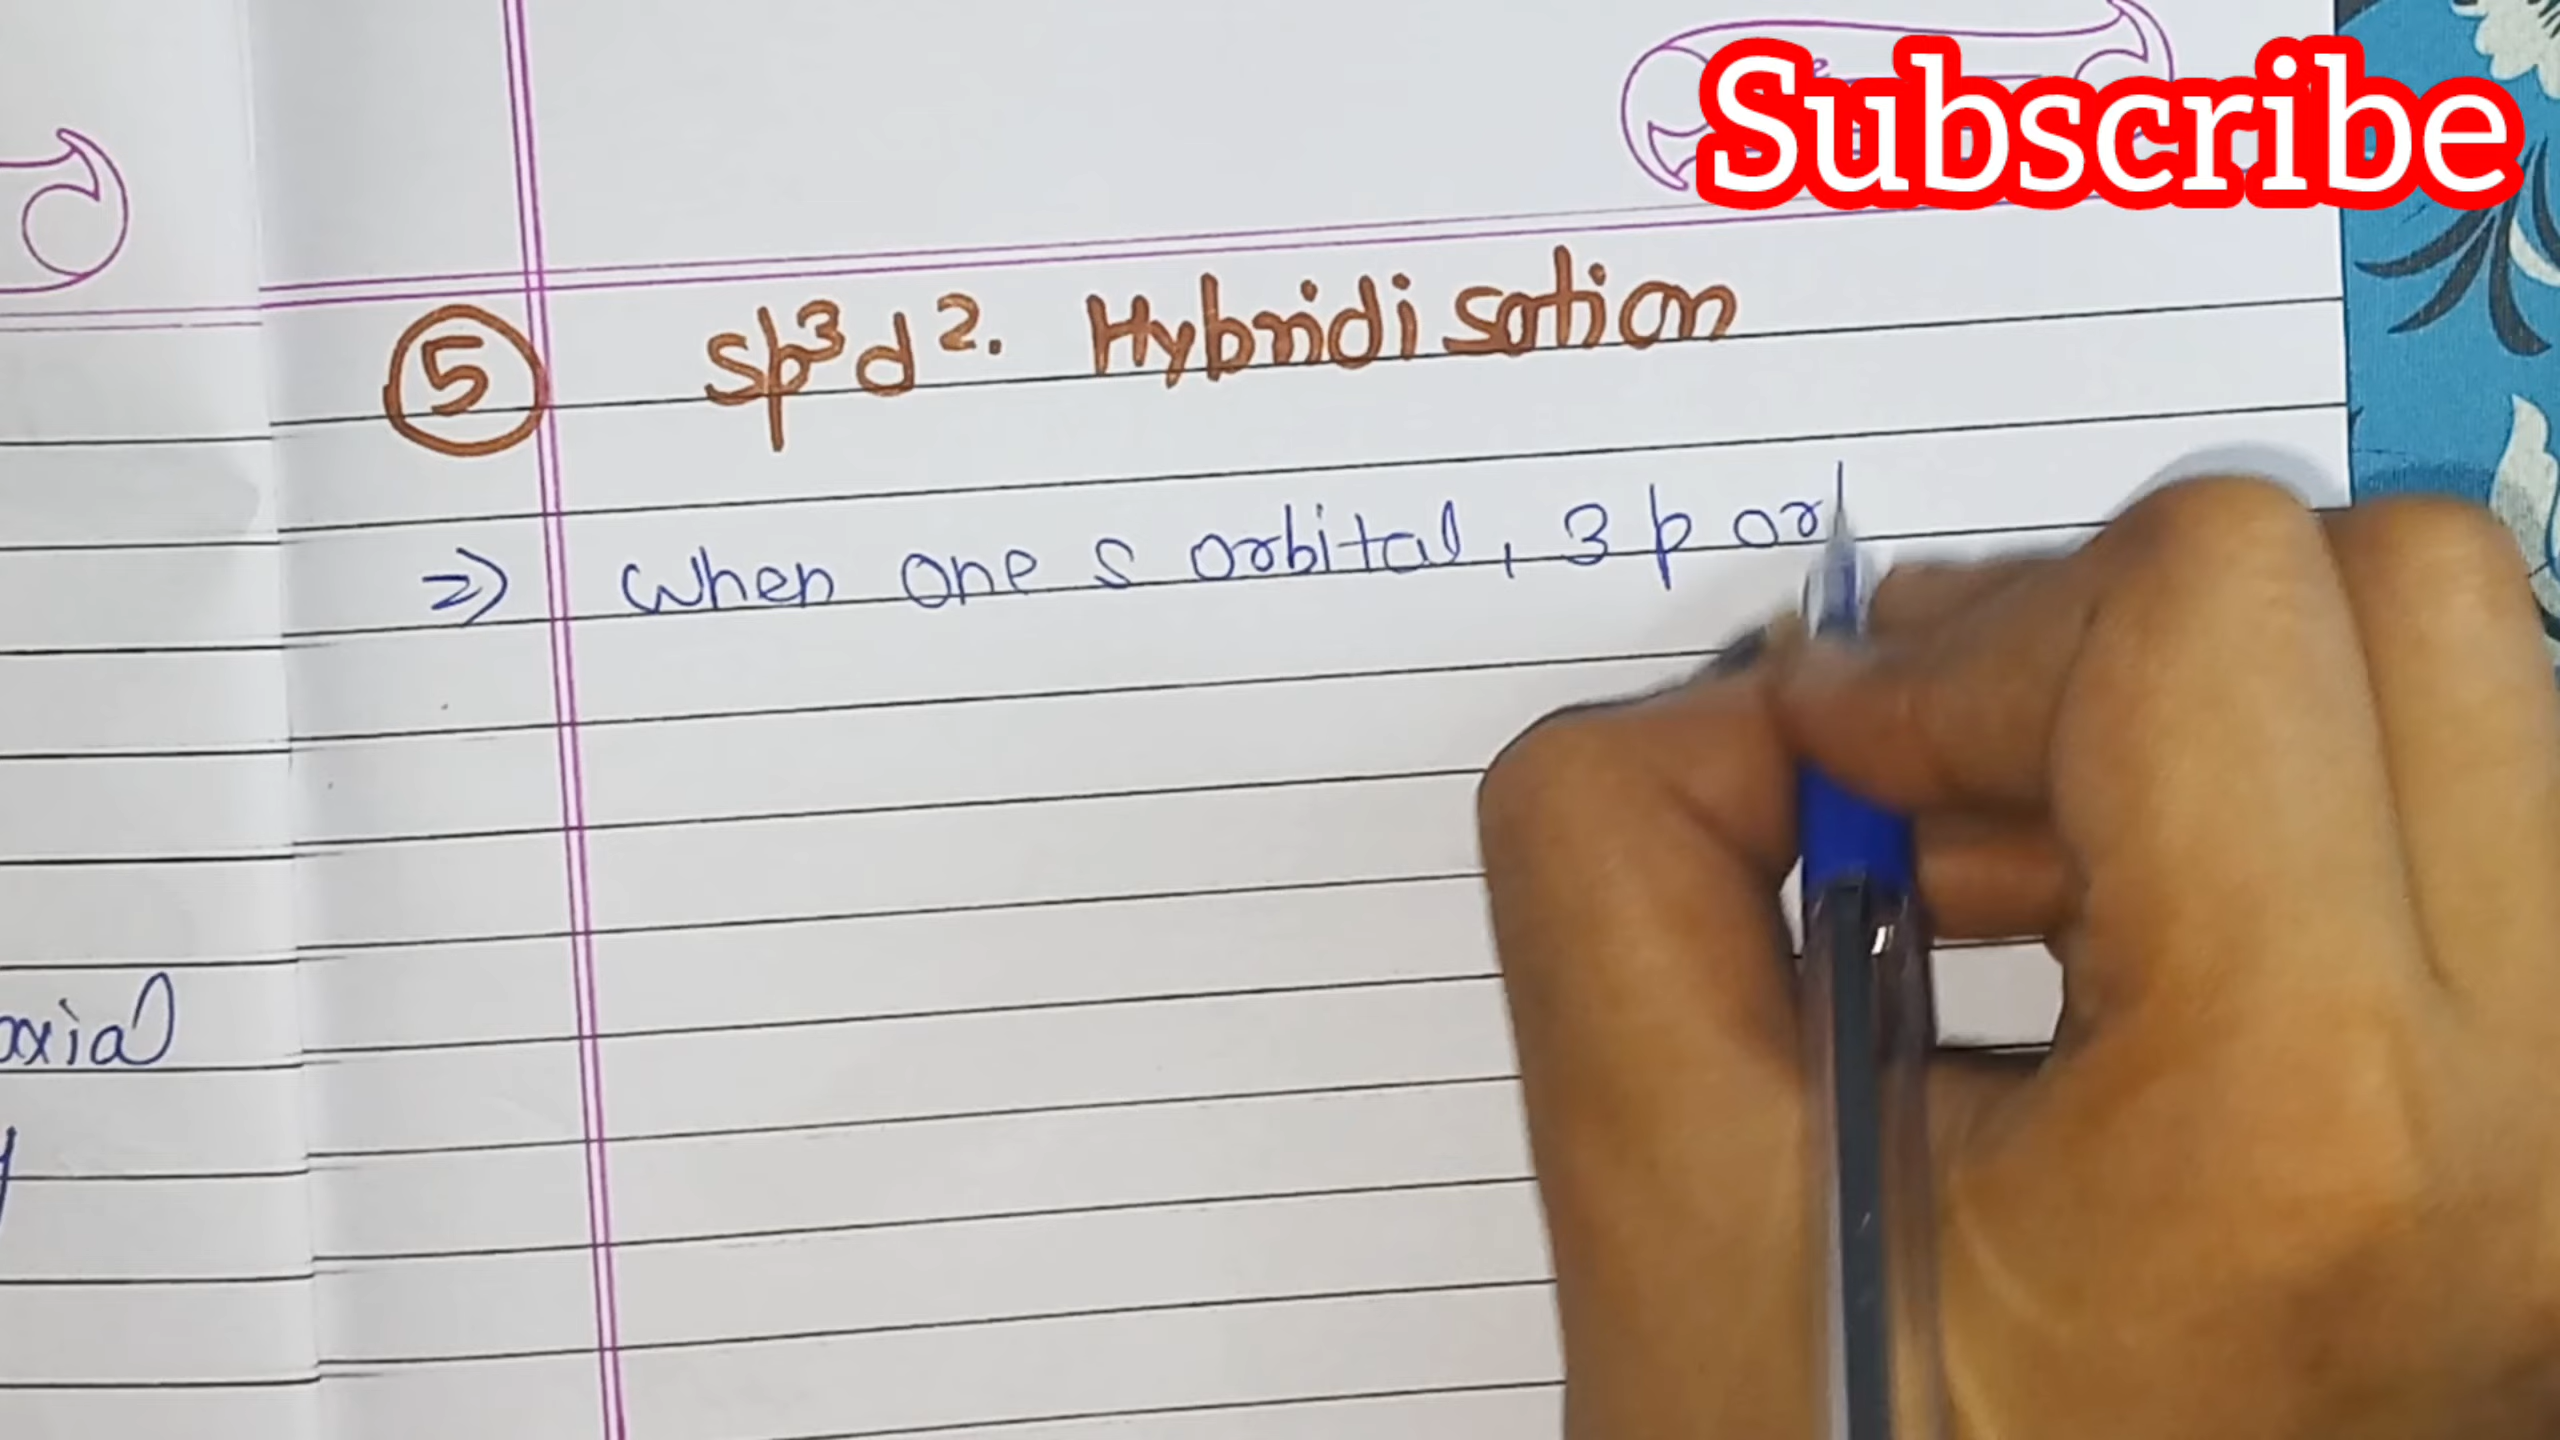 Subscribe
5 sp³d². Hybridisation
⇒ When one s orbital, 3 p or
axial